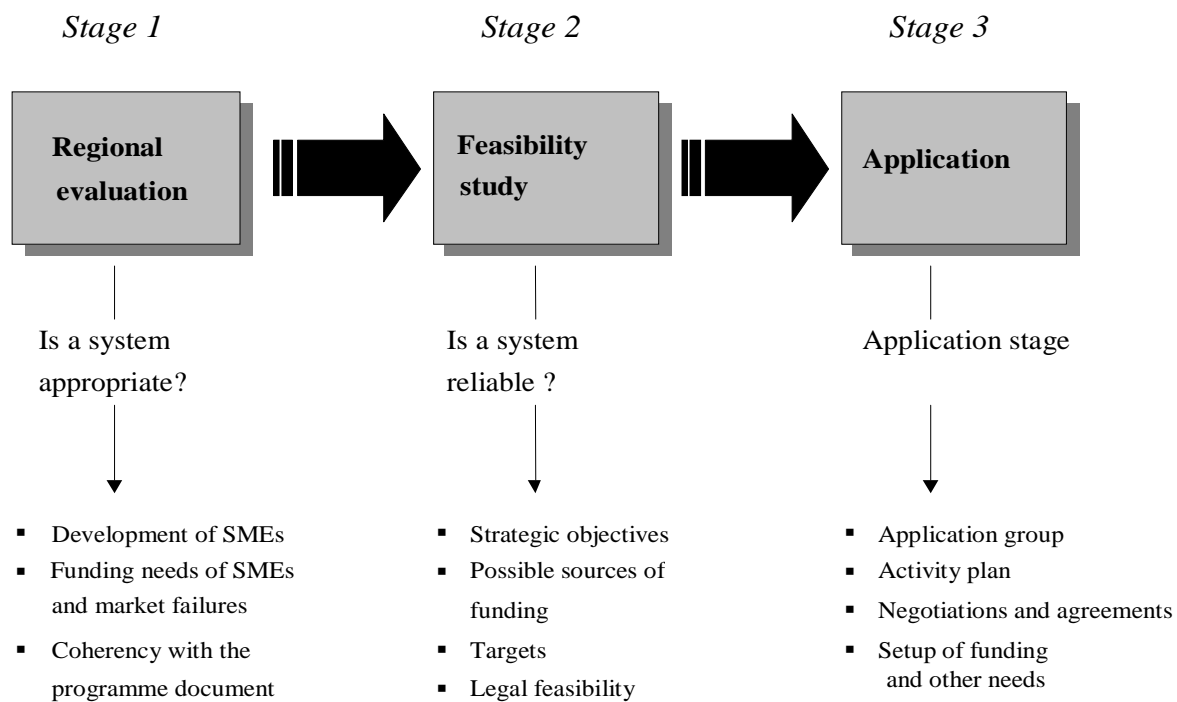 Stage 1
Stage 2
Stage 3
Regional
evaluation
Feasibility
study
Application
Is a system
appropriate?
Is a system
reliable ?
Application stage
▪ Development of SMEs
▪ Funding needs of SMEs
and market failures
▪ Coherency with the
programme document
▪ Strategic objectives
▪ Possible sources of
funding
▪ Targets
▪ Legal feasibility
▪ Application group
▪ Activity plan
▪ Negotiations and agreements
▪ Setup of funding
and other needs